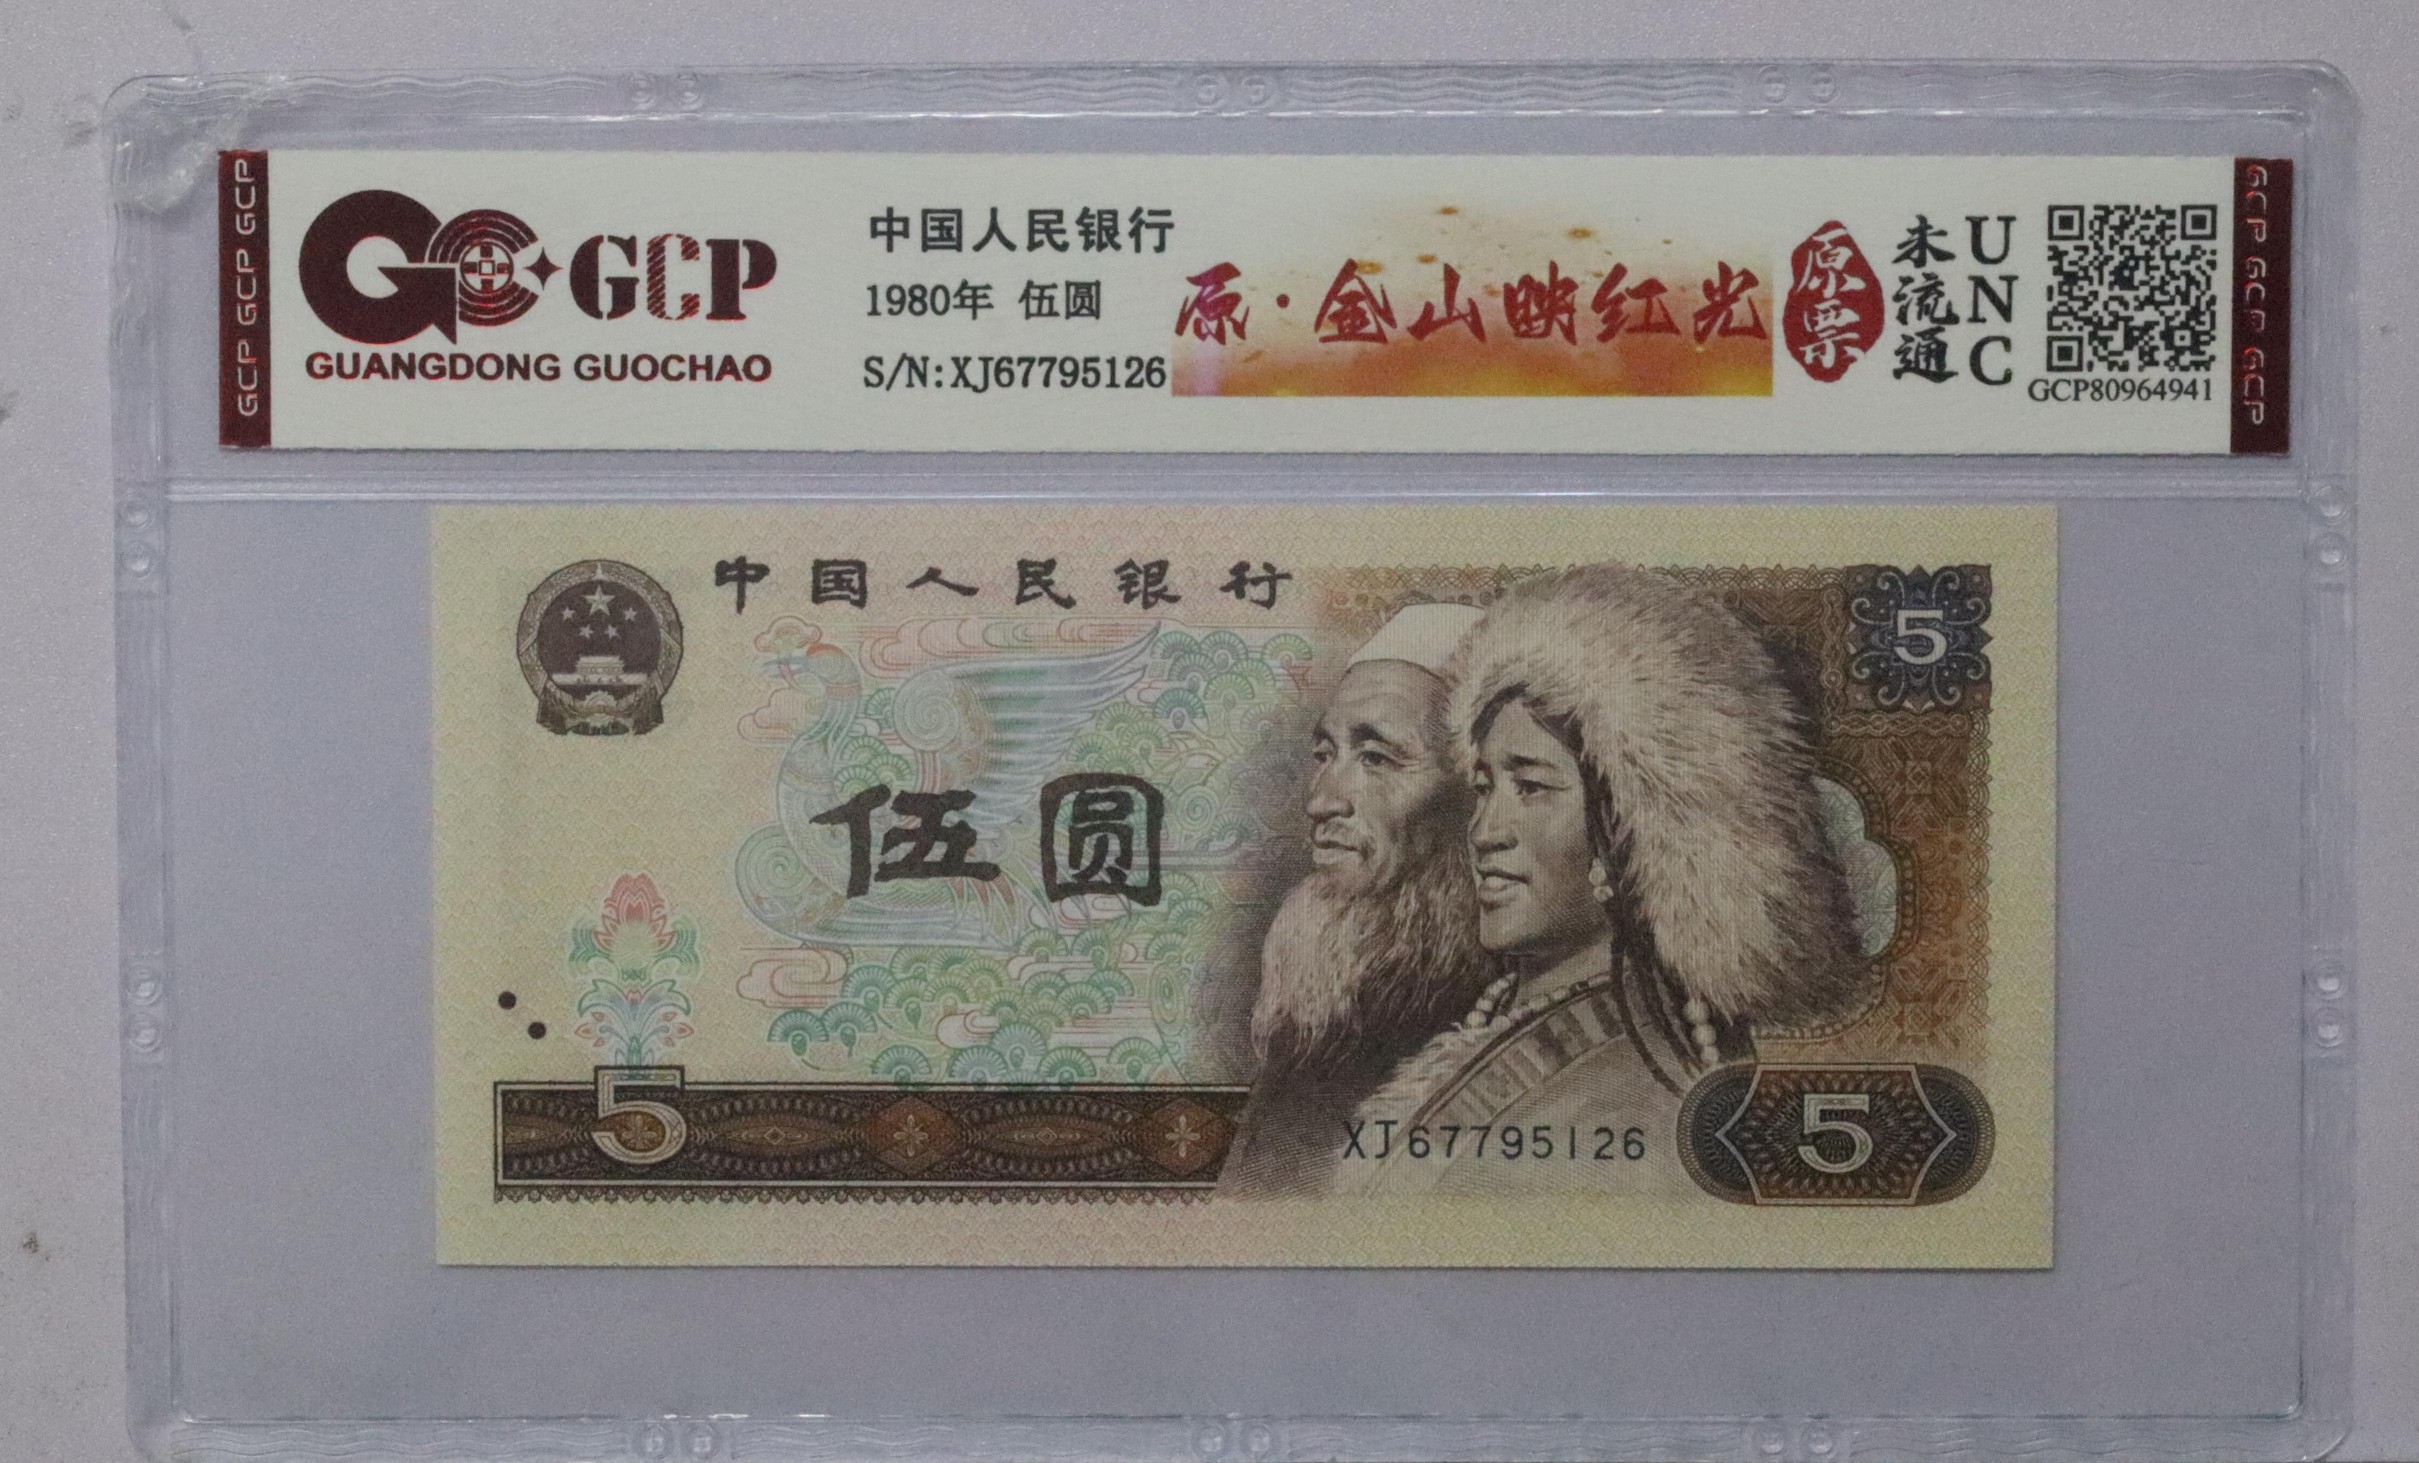 GCP GCP GCP
GCP
GUANGDONG GUOCHAO
中国人民银行
1980年 伍圆
S/N:XJ67795126
原·金山映红光
原票
未流通
UNC
GCP80964941
GCP GCP GCP
中国人民银行
5
伍圆
5
XJ67795126
5